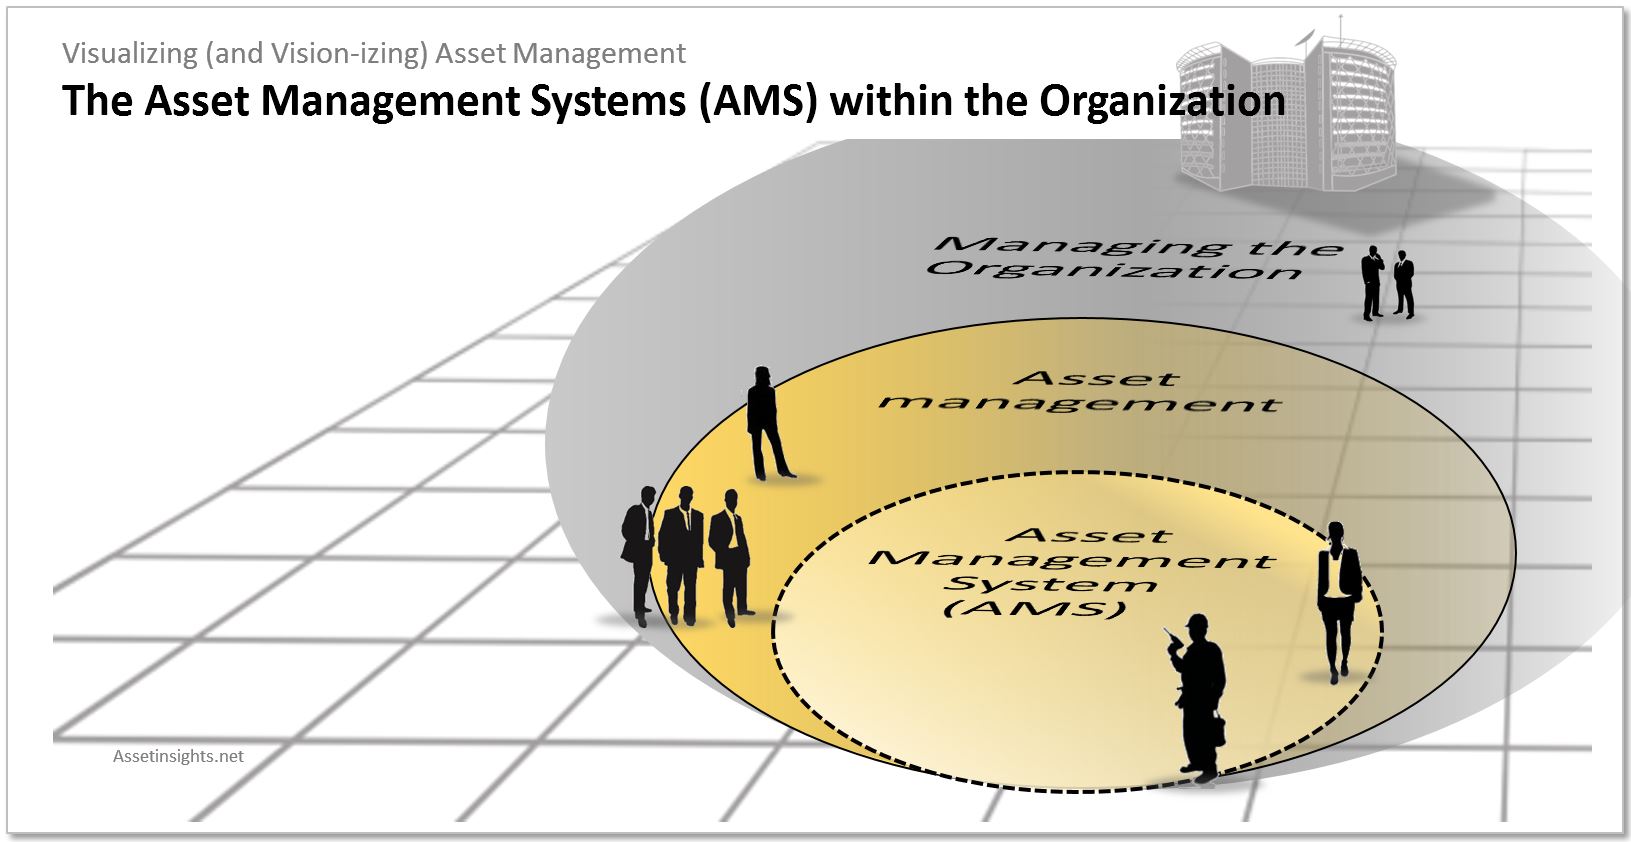 Visualizing (and Vision-izing) Asset Management
The Asset Management Systems (AMS) within the Organization
Managing the
Organization
Asset
management
Asset
Management
System
(AMS)
Assetinsights.net